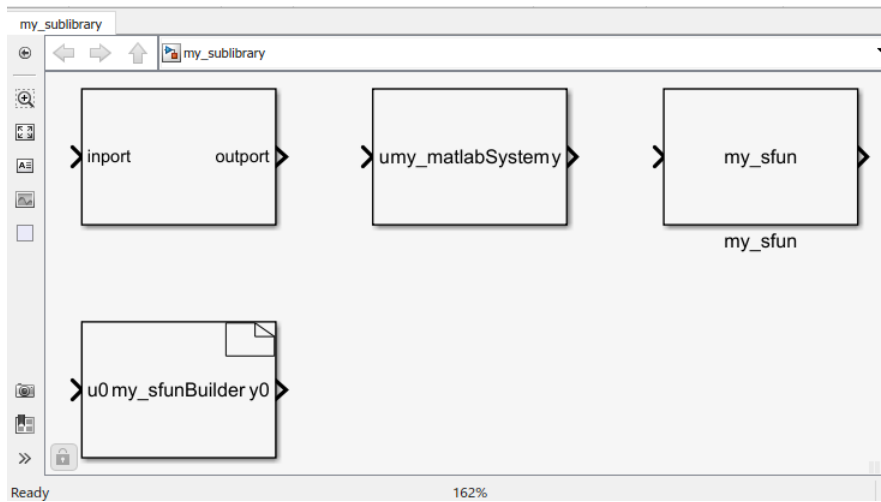 my_sublibrary
my_sublibrary
inport outport
umy_matlabSystemy
my_sfun
my_sfun
u0 my_sfunBuilder y0
Ready 162%